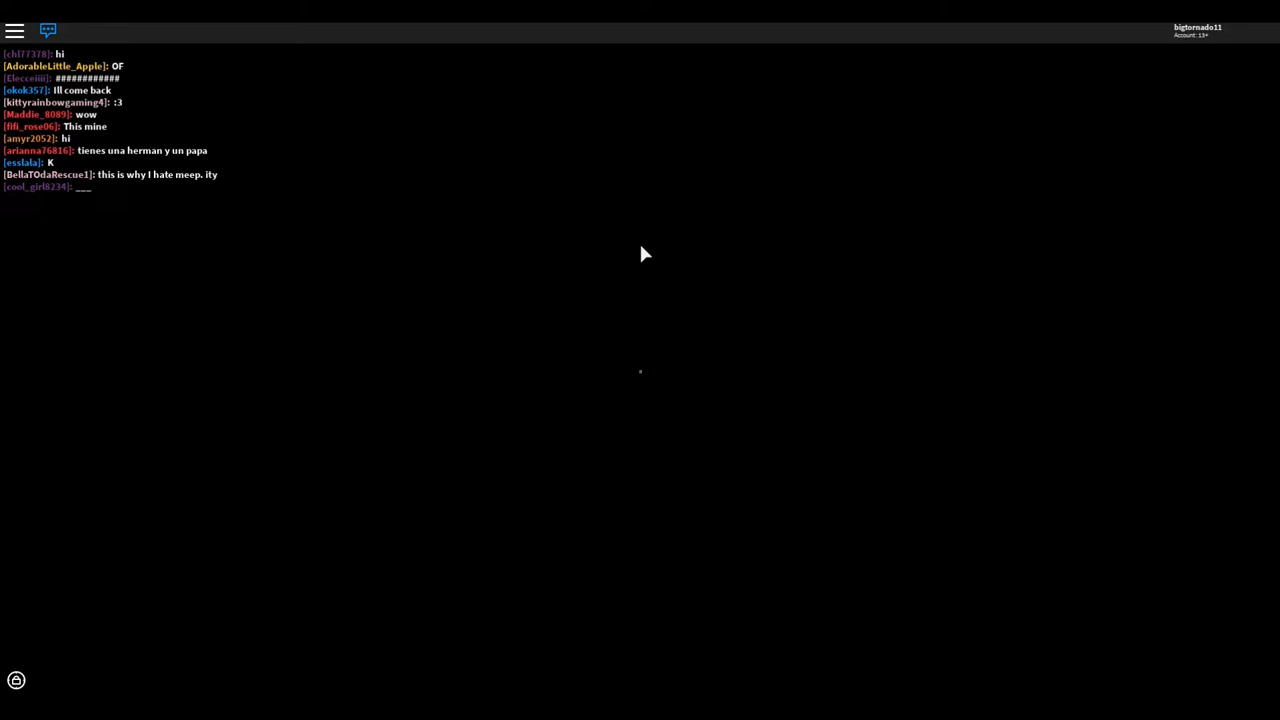 bigtornado11
Account: 13+
[chl77378]: hi
[AdorableLittle_Apple]: OF
[Elecceiiii]: ############
[okok357]: Ill come back
[kittyrainbowgaming4]: :3
[Maddie_8089]: wow
[fifi_rose06]: This mine
[amyr2052]: hi
[arianna76816]: tienes una herman y un papa
[esslala]: K
[BellaTOdaRescue1]: this is why I hate meep. ity
[cool_girl8234]: ___